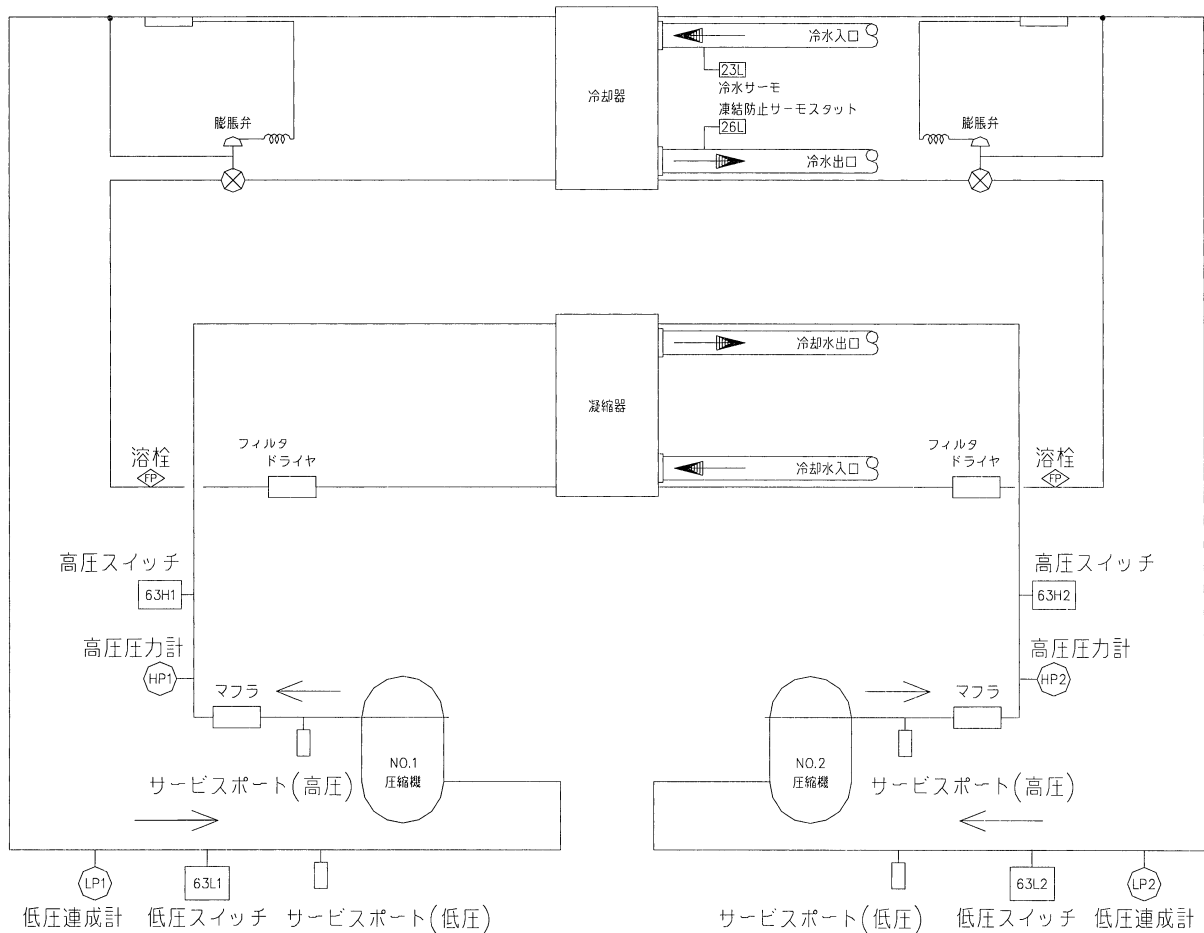 冷却器
冷水入口
23L
冷水サーモ
凍結防止サーモスタット
26L
冷水出口
膨脹弁
膨脹弁
凝縮器
冷却水出口
冷却水入口
溶栓
FP
フィルタ
ドライヤ
フィルタ
ドライヤ
溶栓
FP
高圧スイッチ
63H1
高圧スイッチ
63H2
高圧圧力計
HP1
高圧圧力計
HP2
マフラ
マフラ
NO.1
圧縮機
NO.2
圧縮機
サービスポート(高圧)
サービスポート(高圧)
LP1
63L1
63L2
LP2
低圧連成計
低圧スイッチ
サービスポート(低圧)
サービスポート(低圧)
低圧スイッチ
低圧連成計